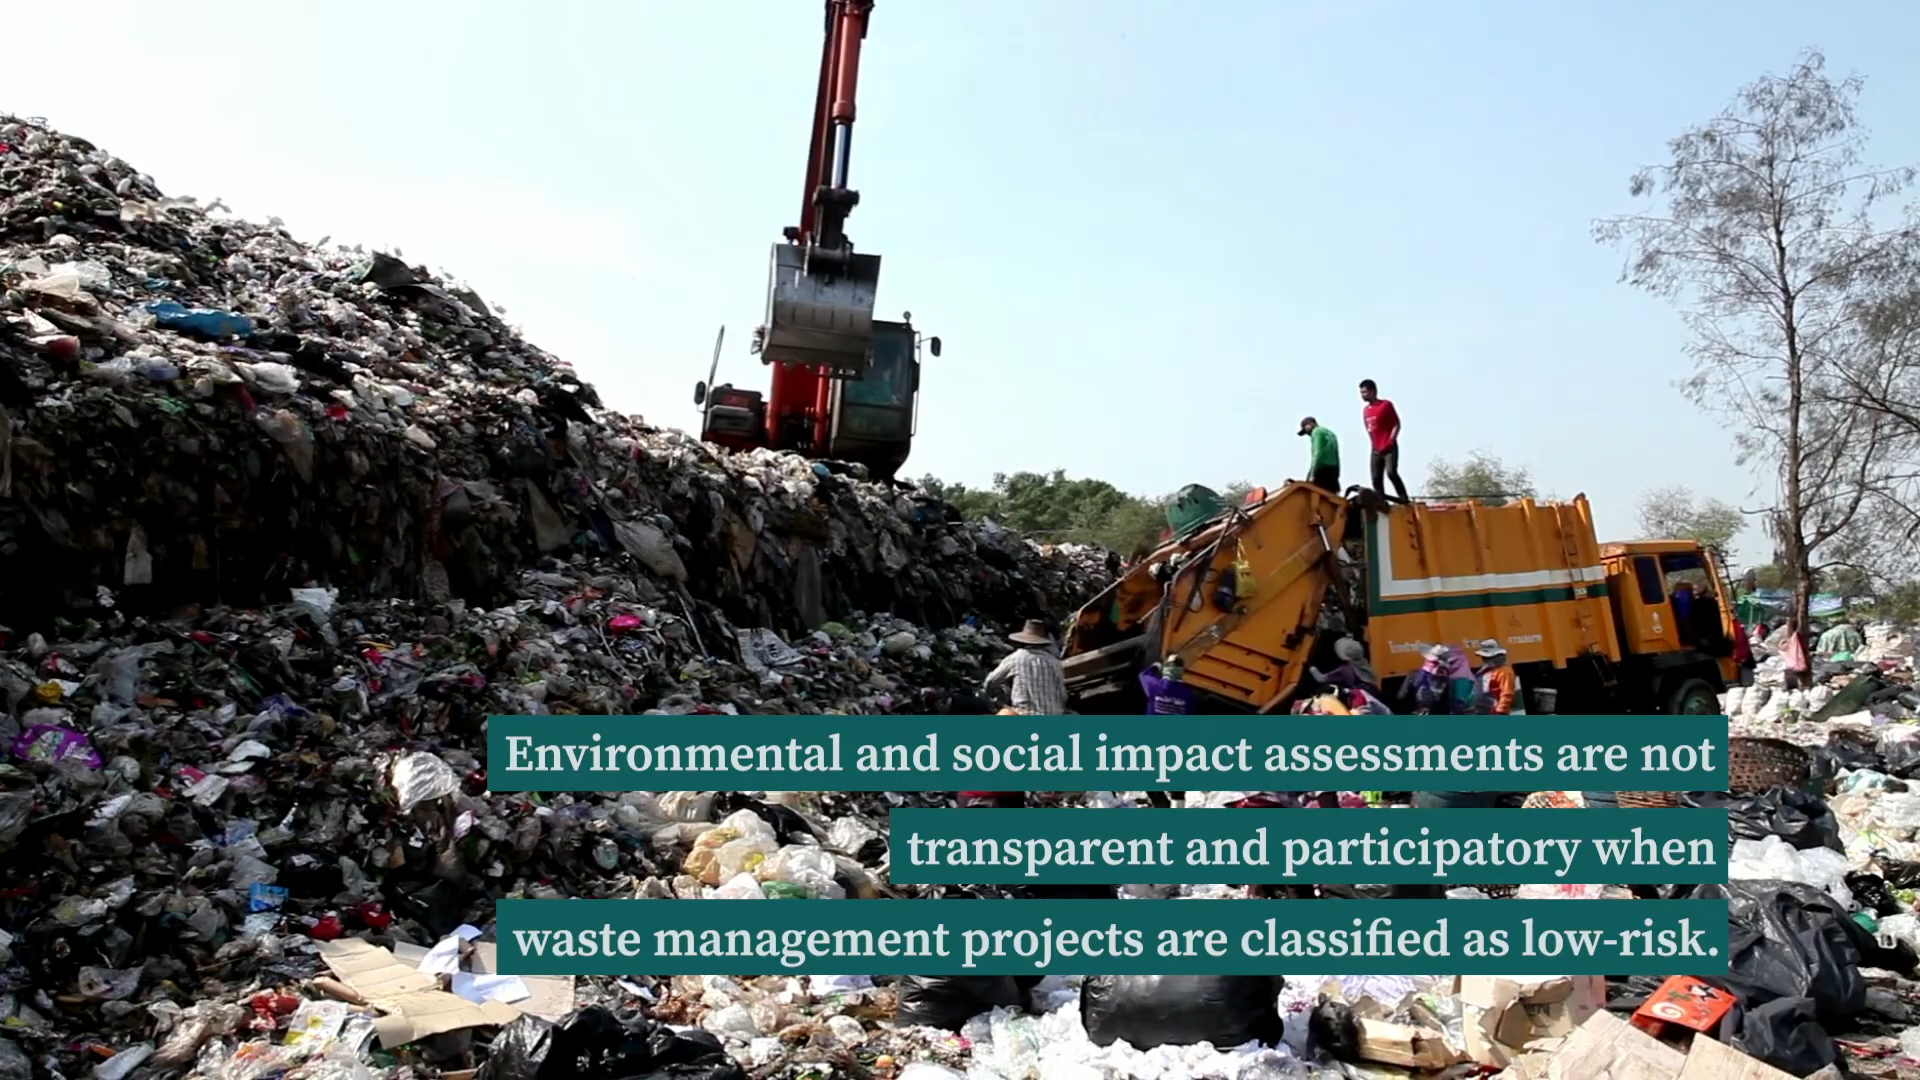 Environmental and social impact assessments are not
transparent and participatory when
waste management projects are classified as low-risk.